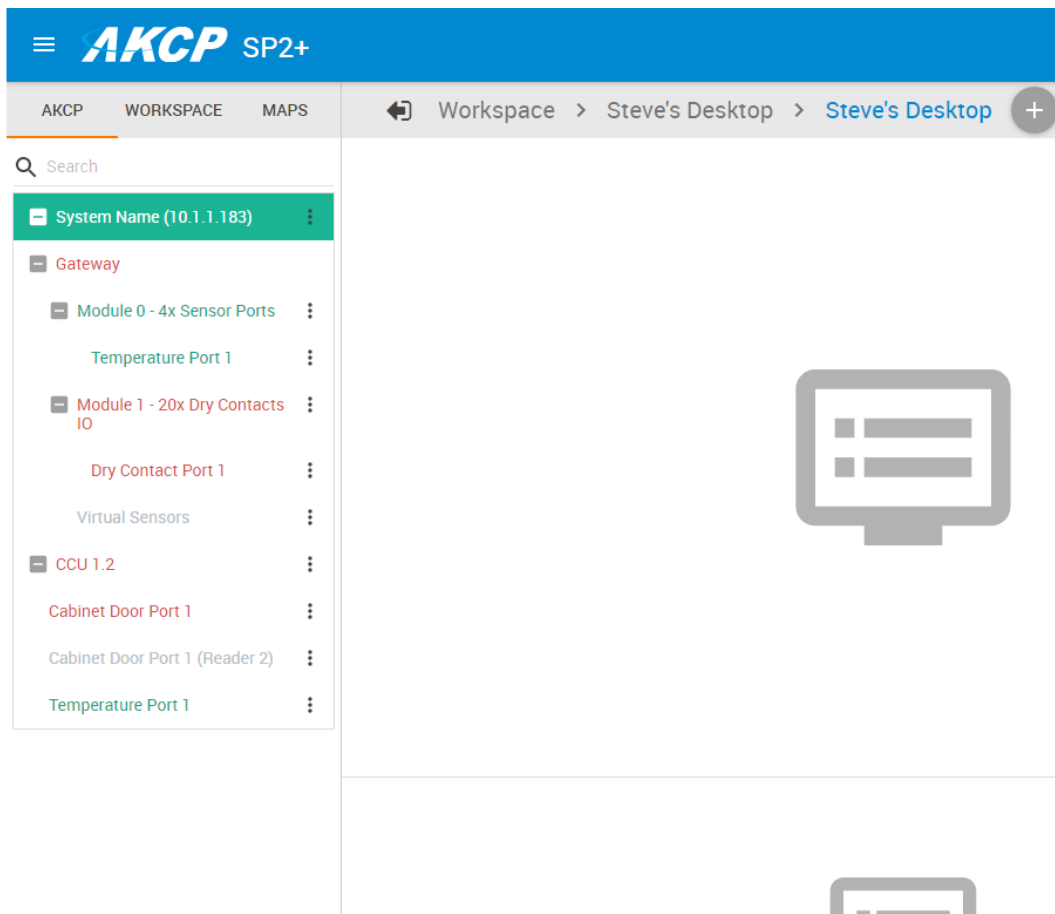 AKCP SP2+
AKCP WORKSPACE MAPS
Workspace > Steve's Desktop > Steve's Desktop
Search
System Name (10.1.1.183)
Gateway
Module 0 - 4x Sensor Ports
Temperature Port 1
Module 1 - 20x Dry Contacts
IO
Dry Contact Port 1
Virtual Sensors
CCU 1.2
Cabinet Door Port 1
Cabinet Door Port 1 (Reader 2)
Temperature Port 1